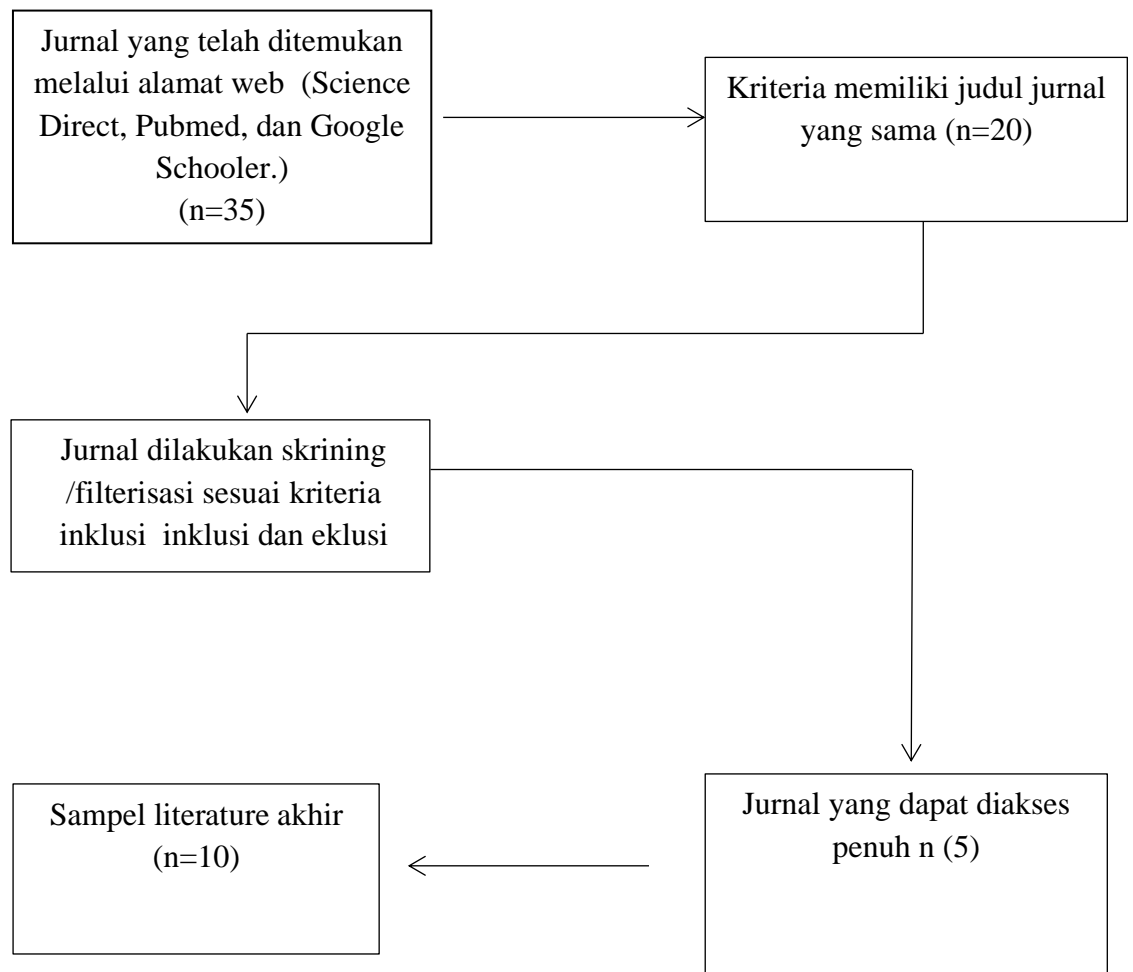 Jurnal yang telah ditemukan
melalui alamat web  (Science
Direct, Pubmed, dan Google
Schooler.)
(n=35)
Kriteria memiliki judul jurnal
yang sama (n=20)
Jurnal dilakukan skrining
/filterisasi sesuai kriteria
inklusi  inklusi dan eklusi
Jurnal yang dapat diakses
penuh n (5)
Sampel literature akhir
(n=10)